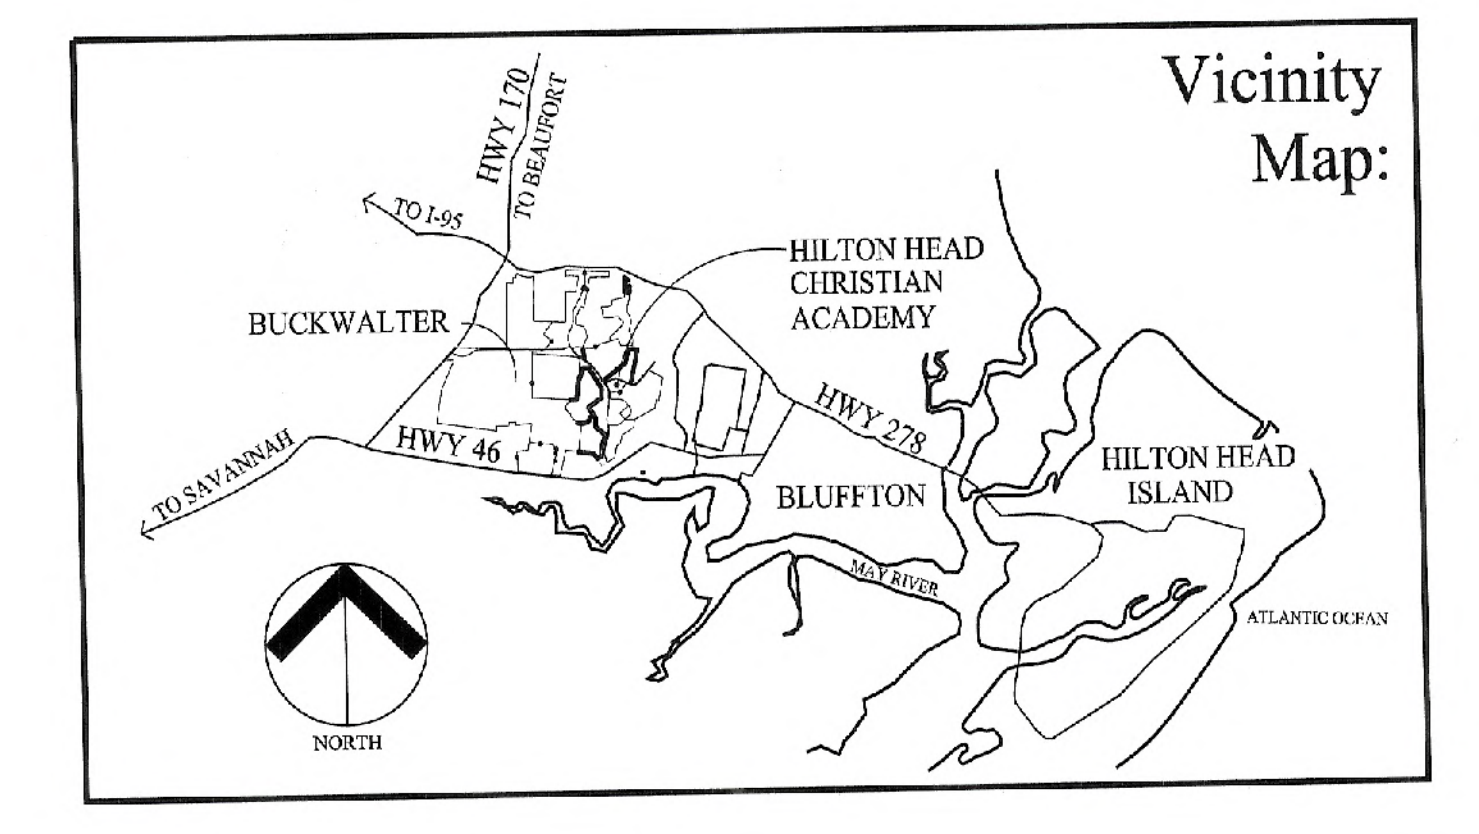 Vicinity
Map:
HWY 170
TO BEAUFORT
TO I-95
HILTON HEAD
CHRISTIAN
ACADEMY
BUCKWALTER
HWY 278
HWY 46
TO SAVANNAH
HILTON HEAD
ISLAND
BLUFFTON
MAY RIVER
ATLANTIC OCEAN
NORTH